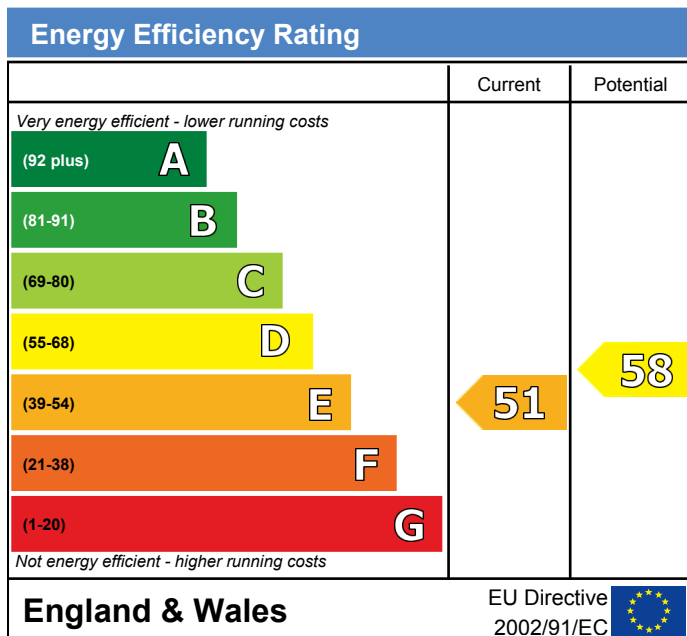 Energy Efficiency Rating
Current Potential
Very energy efficient - lower running costs
(92 plus) A
(81-91) B
(69-80) C
(55-68) D
(39-54) E
(21-38) F
(1-20) G
51
58
Not energy efficient - higher running costs
England & Wales
EU Directive
2002/91/EC